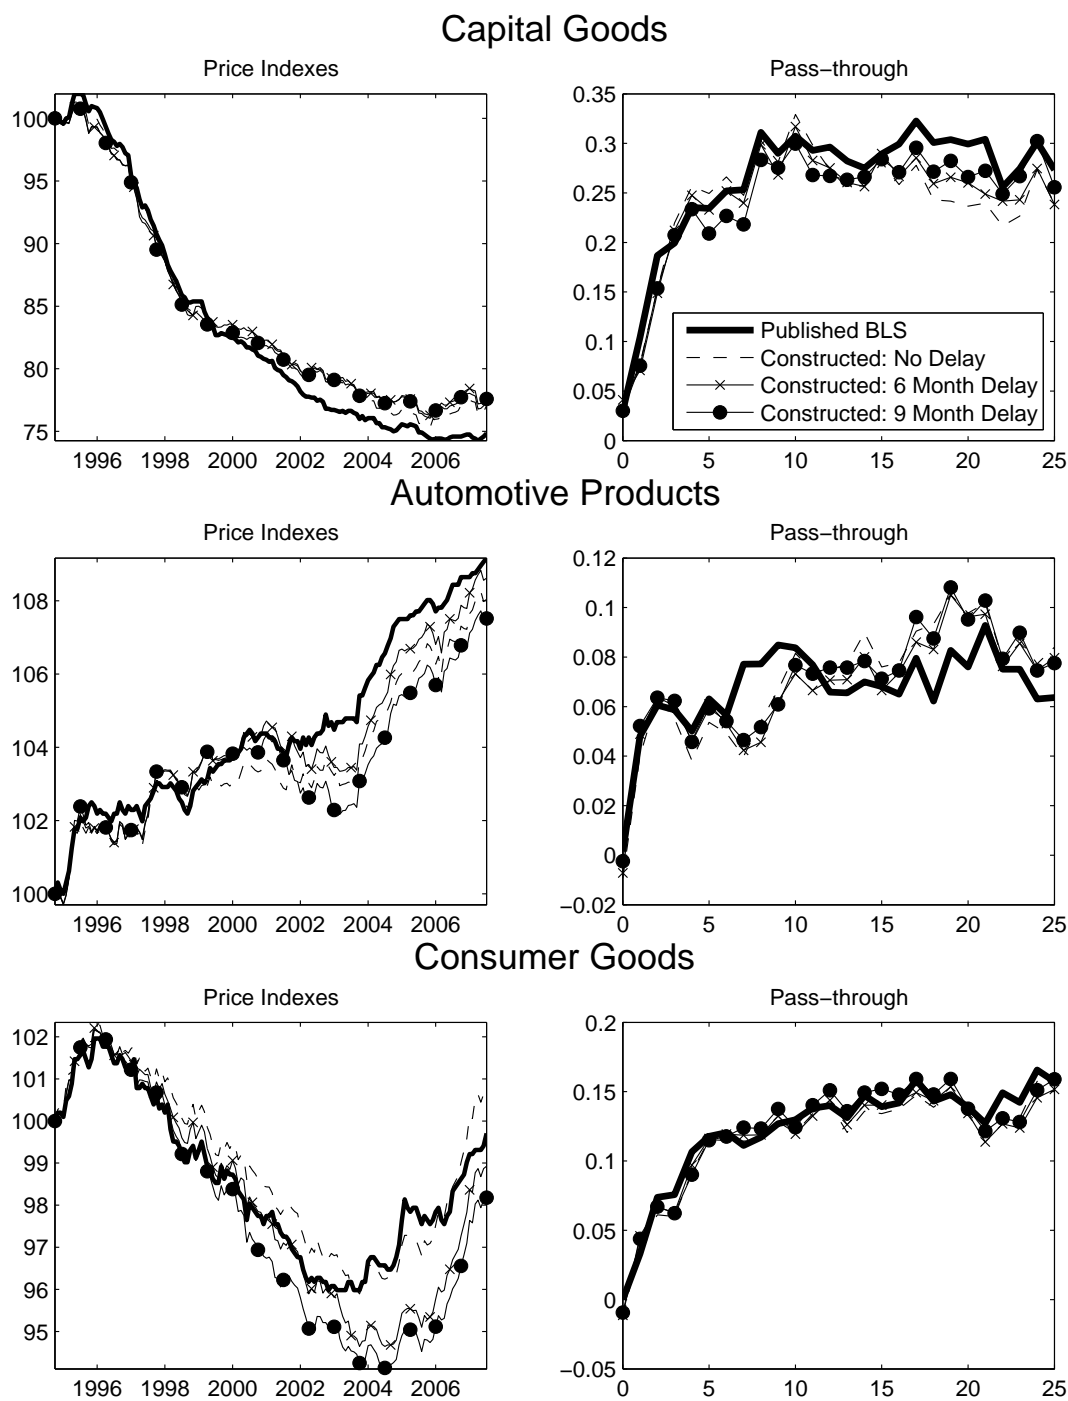 Capital Goods
Price Indexes
Pass−through
100
95
90
85
80
75
1996 1998 2000 2002 2004 2006
0.35
0.3
0.25
0.2
0.15
0.1
0.05
0
0 5 10 15 20 25
Published BLS
Constructed: No Delay
Constructed: 6 Month Delay
Constructed: 9 Month Delay
Automotive Products
Price Indexes
Pass−through
108
106
104
102
100
1996 1998 2000 2002 2004 2006
0.12
0.1
0.08
0.06
0.04
0.02
0
−0.02
0 5 10 15 20 25
Consumer Goods
Price Indexes
Pass−through
102
101
100
99
98
97
96
95
1996 1998 2000 2002 2004 2006
0.2
0.15
0.1
0.05
0
−0.05
0 5 10 15 20 25